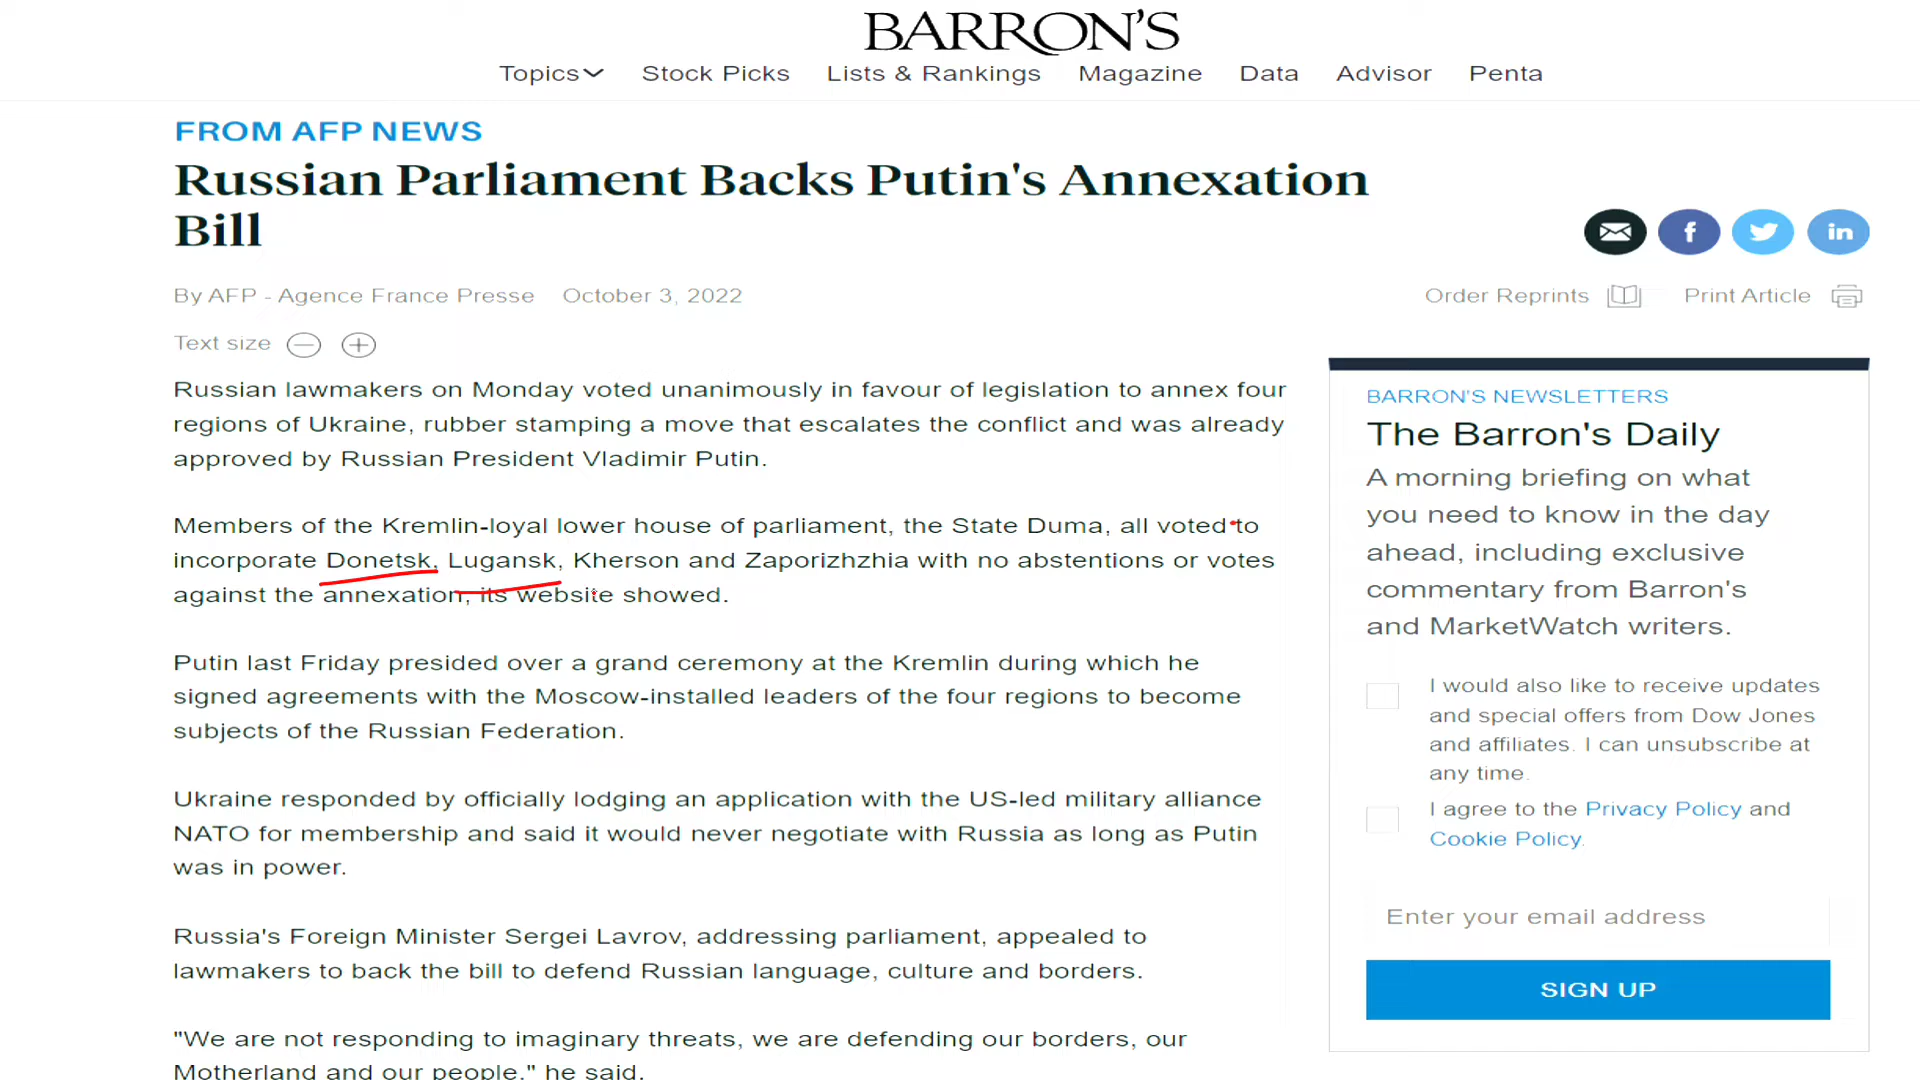 BARRON'S
Topics Stock Picks Lists & Rankings Magazine Data Advisor Penta
FROM AFP NEWS
Russian Parliament Backs Putin's Annexation
Bill
By AFP - Agence France Presse October 3, 2022
Order Reprints Print Article
Text size
Russian lawmakers on Monday voted unanimously in favour of legislation to annex four
regions of Ukraine, rubber stamping a move that escalates the conflict and was already
approved by Russian President Vladimir Putin.
Members of the Kremlin-loyal lower house of parliament, the State Duma, all voted to
incorporate Donetsk, Lugansk, Kherson and Zaporizhzhia with no abstentions or votes
against the annexation, its website showed.
Putin last Friday presided over a grand ceremony at the Kremlin during which he
signed agreements with the Moscow-installed leaders of the four regions to become
subjects of the Russian Federation.
Ukraine responded by officially lodging an application with the US-led military alliance
NATO for membership and said it would never negotiate with Russia as long as Putin
was in power.
Russia's Foreign Minister Sergei Lavrov, addressing parliament, appealed to
lawmakers to back the bill to defend Russian language, culture and borders.
"We are not responding to imaginary threats, we are defending our borders, our
Motherland and our people," he said.
BARRON'S NEWSLETTERS
The Barron's Daily
A morning briefing on what
you need to know in the day
ahead, including exclusive
commentary from Barron's
and MarketWatch writers.
I would also like to receive updates
and special offers from Dow Jones
and affiliates. I can unsubscribe at
any time.
I agree to the Privacy Policy and
Cookie Policy.
Enter your email address
SIGN UP